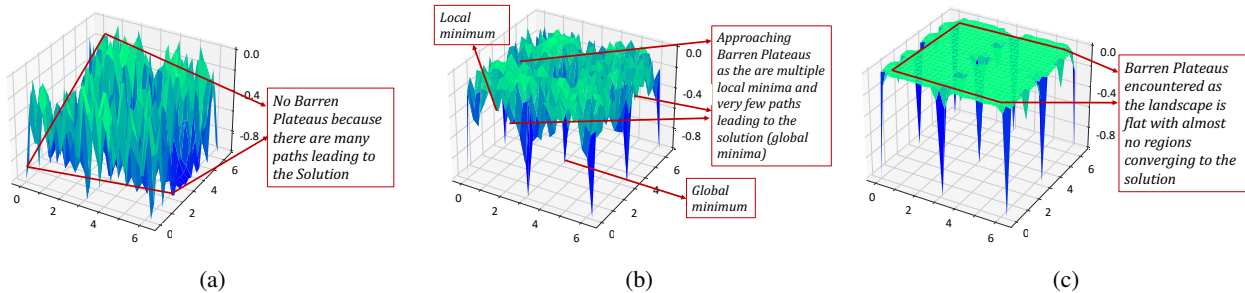 0.0
-0.4
-0.8
6
4
2
0
0
2
4
6
No Barren
Plateaus because
there are many
paths leading to
the Solution
(a)
Local
minimum
0.0
-0.4
-0.8
6
4
2
0
0
2
4
6
Approaching
Barren Plateaus
as the are multiple
local minima and
very few paths
leading to the
solution (global
minima)
Global
minimum
(b)
0.0
-0.4
-0.8
6
4
2
0
0
2
4
6
Barren Plateaus
encountered as
the landscape is
flat with almost
no regions
converging to the
solution
(c)